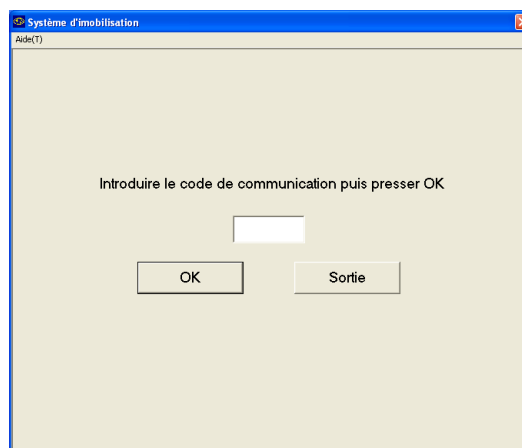 Système d'imobilisation
Aide(T)
Introduire le code de communication puis presser OK
OK
Sortie